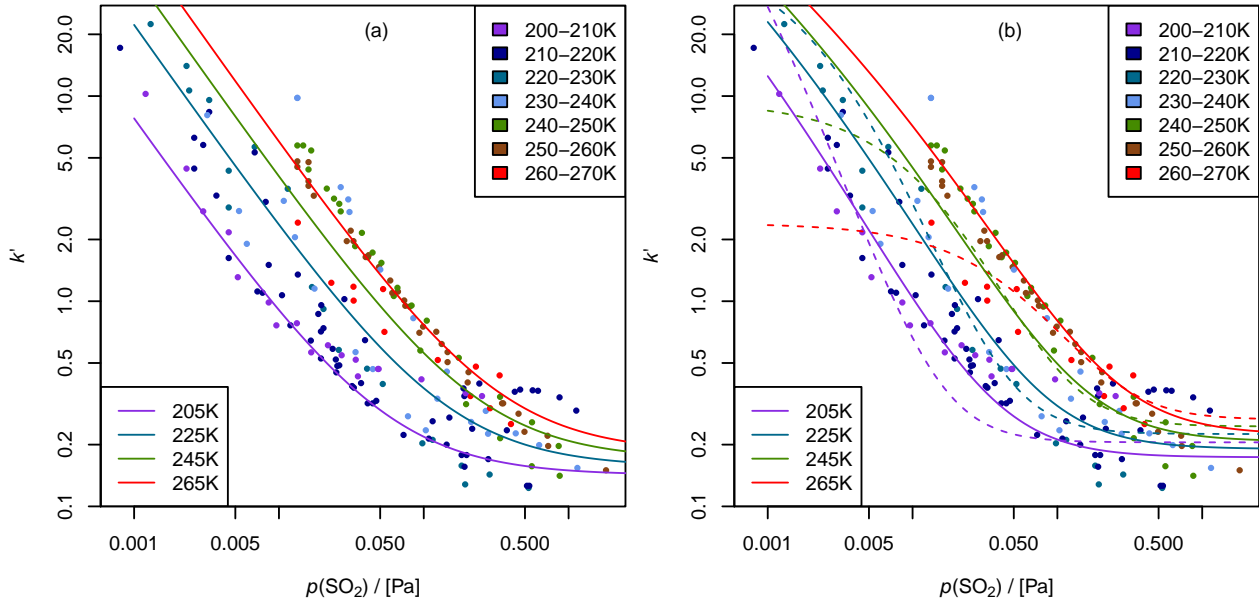 (a)
200−210K
210−220K
220−230K
230−240K
240−250K
250−260K
260−270K
20.0
10.0
5.0
2.0
1.0
0.5
0.2
0.1
k'
205K
225K
245K
265K
0.001
0.005
0.050
0.500
p(SO2) / [Pa]
(b)
200−210K
210−220K
220−230K
230−240K
240−250K
250−260K
260−270K
20.0
10.0
5.0
2.0
1.0
0.5
0.2
0.1
k'
205K
225K
245K
265K
0.001
0.005
0.050
0.500
p(SO2) / [Pa]